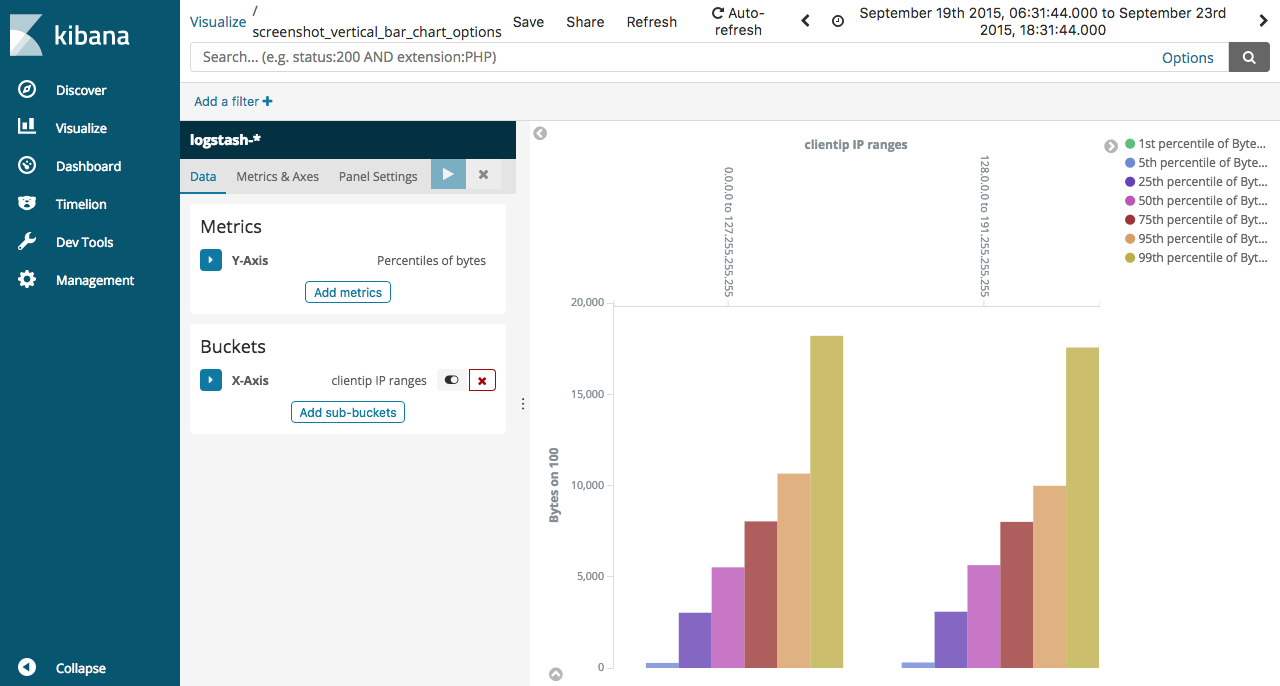 kibana
Discover
Visualize
Dashboard
Timelion
Dev Tools
Management
Collapse
Visualize / screenshot_vertical_bar_chart_options
Save Share Refresh Auto-refresh
September 19th 2015, 06:31:44.000 to September 23rd
2015, 18:31:44.000
Search... (e.g. status:200 AND extension:PHP) Options
Add a filter
logstash-*
Data Metrics & Axes Panel Settings
Metrics
Y-Axis Percentiles of bytes
Add metrics
Buckets
X-Axis clientip IP ranges
Add sub-buckets
clientip IP ranges
0.0.0.0 to 127.255.255.255
128.0.0.0 to 191.255.255.255
20,000
15,000
10,000
5,000
0
Bytes on 100
1st percentile of Byte...
5th percentile of Byte...
25th percentile of Byt...
50th percentile of Byt...
75th percentile of Byt...
95th percentile of Byt...
99th percentile of Byt...